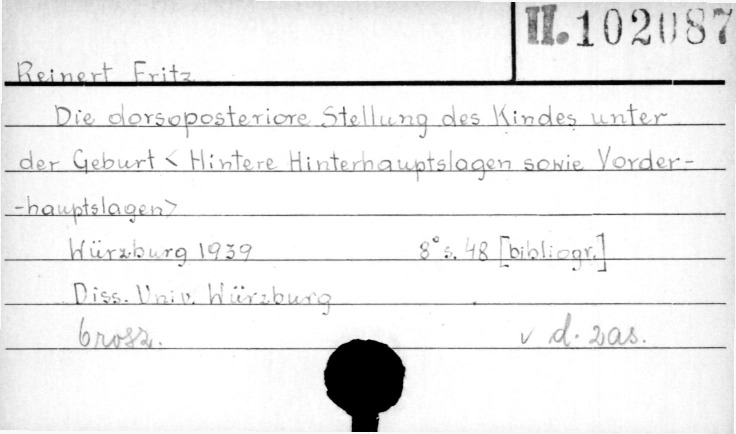 II. 102087
Reinert Fritz
Die dorsoposteriore Stellung des Kindes unter
der Geburt < Hintere Hinterhauptslagen sowie Vorder-
-hauptslagen>
Würzburg 1939 8° s. 48 [bibliogr.]
Diss. Univ. Würzburg
brosz. v d. zas.